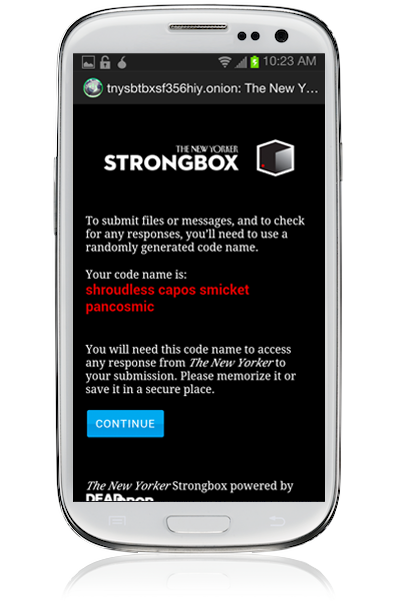 10:23 AM
tnysbtbxsf356hiy.onion: The New Y...
THE NEW YORKER
STRONGBOX
To submit files or messages, and to check
for any responses, you'll need to use a
randomly generated code name.
Your code name is:
shroudless capos smicket
pancosmic
You will need this code name to access
any response from The New Yorker to
your submission. Please memorize it or
save it in a secure place.
CONTINUE
The New Yorker Strongbox powered by
DEADDROP